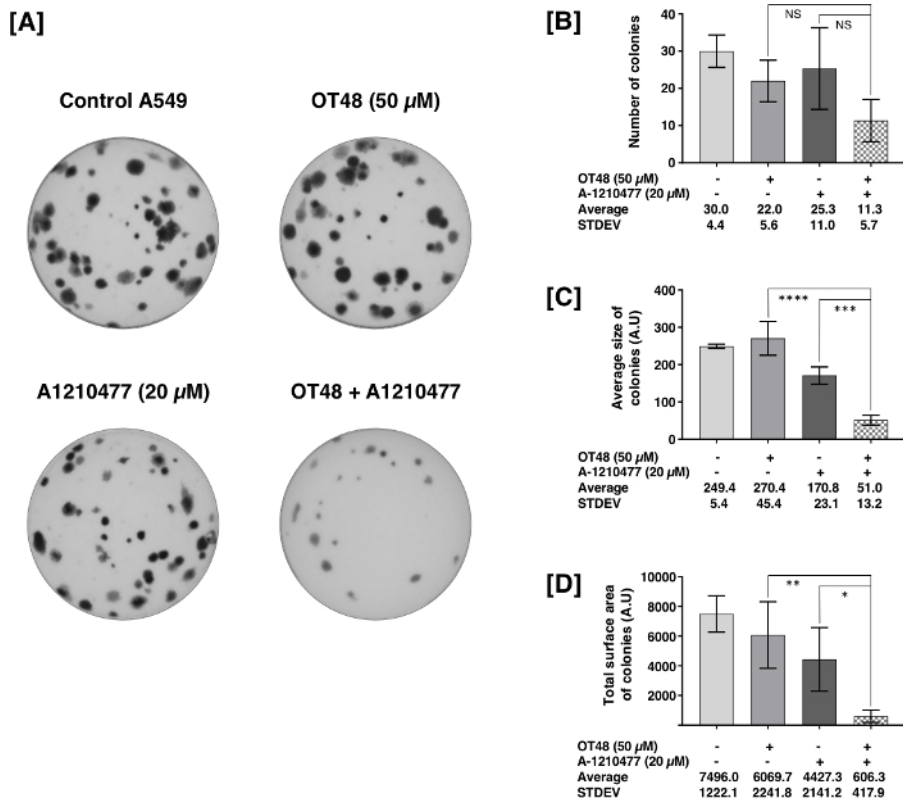 [A]
Control A549
OT48 (50 µM)
A1210477 (20 µM)
OT48 + A1210477
[B]
Number of colonies
40
30
20
10
0
NS
NS
OT48 (50 µM) - + - +
A-1210477 (20 µM) - - + +
Average 30.0 22.0 25.3 11.3
STDEV 4.4 5.6 11.0 5.7
[C]
Average size of
colonies (A.U)
400
300
200
100
0
****
***
OT48 (50 µM) - + - +
A-1210477 (20 µM) - - + +
Average 249.4 270.4 170.8 51.0
STDEV 5.4 45.4 23.1 13.2
[D]
Total surface area
of colonies (A.U)
10000
8000
6000
4000
2000
**
*
OT48 (50 µM) - + - +
A-1210477 (20 µM) - - + +
Average 7496.0 6069.7 4427.3 606.3
STDEV 1222.1 2241.8 2141.2 417.9